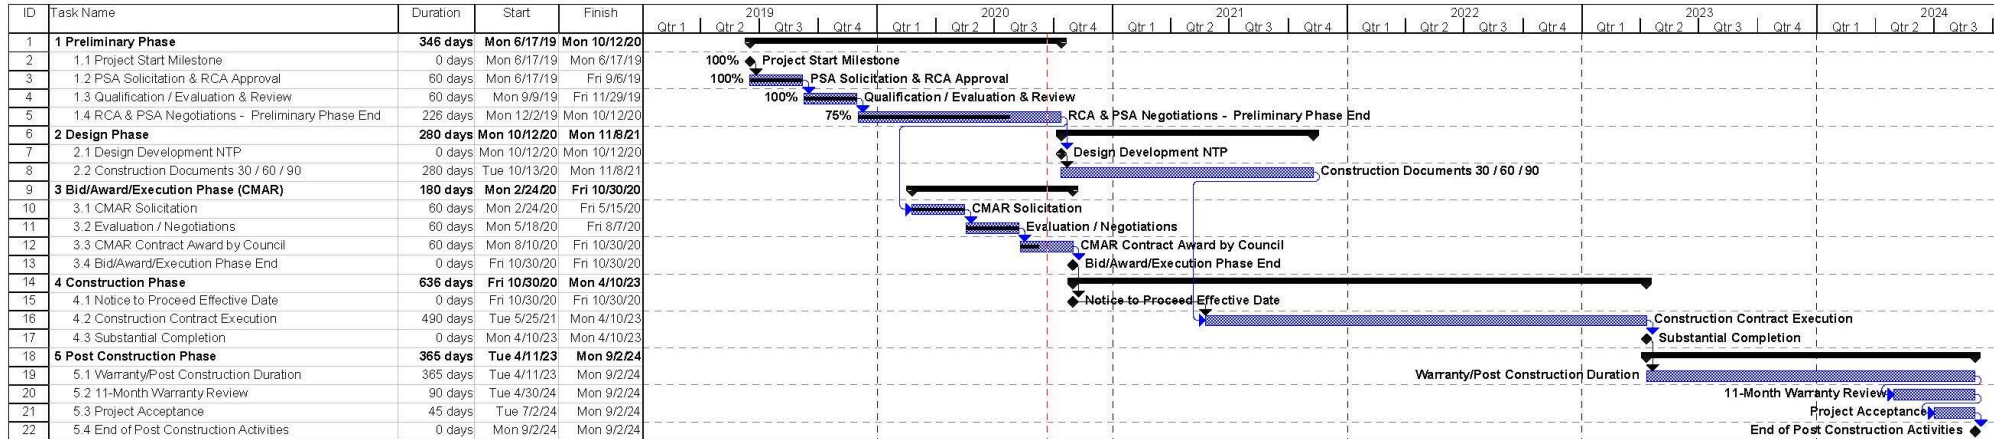 ID Task Name Duration Start Finish 2019 2020 2021 2022 2023 2024
Qtr 1 Qtr 2 Qtr 3 Qtr 4 Qtr 1 Qtr 2 Qtr 3 Qtr 4 Qtr 1 Qtr 2 Qtr 3 Qtr 4 Qtr 1 Qtr 2 Qtr 3 Qtr 4 Qtr 1 Qtr 2 Qtr 3 Qtr 4 Qtr 1 Qtr 2 Qtr 3
1 1 Preliminary Phase 346 days Mon 6/17/19 Mon 10/12/20
2 1.1 Project Start Milestone 0 days Mon 6/17/19 Mon 6/17/19 100% Project Start Milestone
3 1.2 PSA Solicitation & RCA Approval 60 days Mon 6/17/19 Fri 9/6/19 100% PSA Solicitation & RCA Approval
4 1.3 Qualification / Evaluation & Review 60 days Mon 9/9/19 Fri 11/29/19 100% Qualification / Evaluation & Review
5 1.4 RCA & PSA Negotiations - Preliminary Phase End 226 days Mon 12/2/19 Mon 10/12/20 75% RCA & PSA Negotiations - Preliminary Phase End
6 2 Design Phase 280 days Mon 10/12/20 Mon 11/8/21
7 2.1 Design Development NTP 0 days Mon 10/12/20 Mon 10/12/20 Design Development NTP
8 2.2 Construction Documents 30 / 60 / 90 280 days Tue 10/13/20 Mon 11/8/21 Construction Documents 30 / 60 / 90
9 3 Bid/Award/Execution Phase (CMAR) 180 days Mon 2/24/20 Fri 10/30/20
10 3.1 CMAR Solicitation 60 days Mon 2/24/20 Fri 5/15/20 CMAR Solicitation
11 3.2 Evaluation / Negotiations 60 days Mon 5/18/20 Fri 8/7/20 Evaluation / Negotiations
12 3.3 CMAR Contract Award by Council 60 days Mon 8/10/20 Fri 10/30/20 CMAR Contract Award by Council
13 3.4 Bid/Award/Execution Phase End 0 days Fri 10/30/20 Fri 10/30/20 Bid/Award/Execution Phase End
14 4 Construction Phase 636 days Fri 10/30/20 Mon 4/10/23
15 4.1 Notice to Proceed Effective Date 0 days Fri 10/30/20 Fri 10/30/20 Notice to Proceed Effective Date
16 4.2 Construction Contract Execution 490 days Tue 5/25/21 Mon 4/10/23 Construction Contract Execution
17 4.3 Substantial Completion 0 days Mon 4/10/23 Mon 4/10/23 Substantial Completion
18 5 Post Construction Phase 365 days Tue 4/11/23 Mon 9/2/24
19 5.1 Warranty/Post Construction Duration 365 days Tue 4/11/23 Mon 9/2/24 Warranty/Post Construction Duration
20 5.2 11-Month Warranty Review 90 days Tue 4/30/24 Mon 9/2/24 11-Month Warranty Review
21 5.3 Project Acceptance 45 days Tue 7/2/24 Mon 9/2/24 Project Acceptance
22 5.4 End of Post Construction Activities 0 days Mon 9/2/24 Mon 9/2/24 End of Post Construction Activities